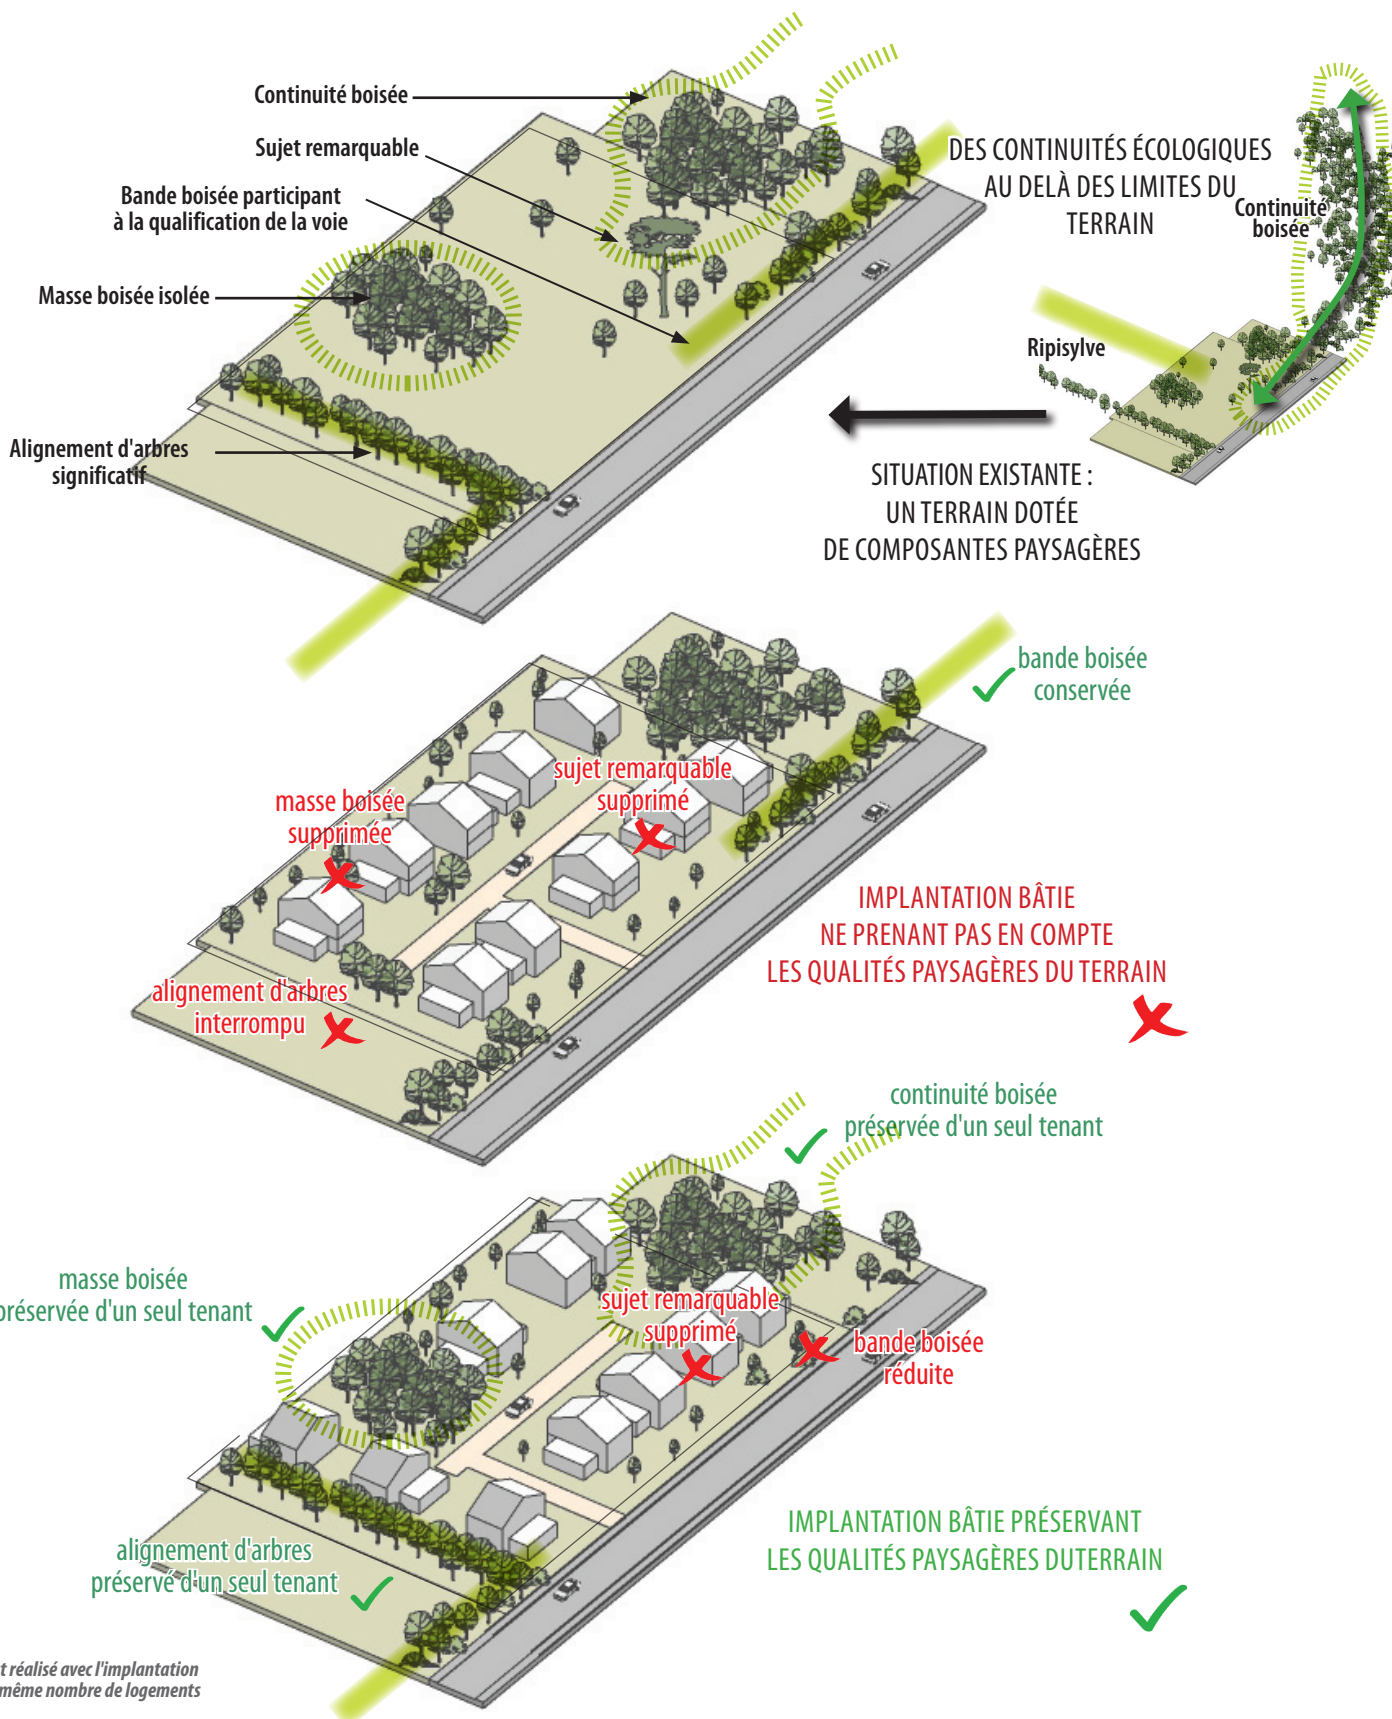 Continuité boisée
Sujet remarquable
Bande boisée participant
à la qualification de la voie
Masse boisée isolée
Alignement d'arbres
significatif
DES CONTINUITÉS ÉCOLOGIQUES
AU DELÀ DES LIMITES DU
TERRAIN
Continuité
boisée
Ripisylve
SITUATION EXISTANTE :
UN TERRAIN DOTÉE
DE COMPOSANTES PAYSAGÈRES
bande boisée
conservée
sujet remarquable
supprimé
masse boisée
supprimée
alignement d'arbres
interrompu
IMPLANTATION BÂTIE
NE PRENANT PAS EN COMPTE
LES QUALITÉS PAYSAGÈRES DU TERRAIN
continuité boisée
préservée d'un seul tenant
masse boisée
préservée d'un seul tenant
sujet remarquable
supprimé
bande boisée
réduite
alignement d'arbres
préservé d'un seul tenant
IMPLANTATION BÂTIE PRÉSERVANT
LES QUALITÉS PAYSAGÈRES DUTERRAIN
réalisé avec l'implantation
même nombre de logements